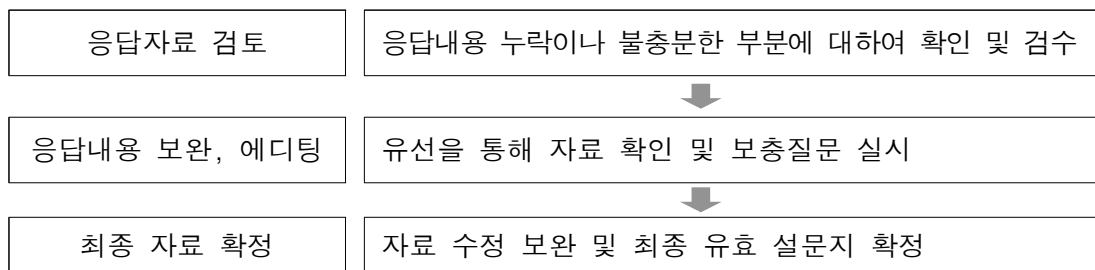 응답자료 검토
응답내용 누락이나 불충분한 부분에 대하여 확인 및 검수
응답내용 보완, 에디팅
유선을 통해 자료 확인 및 보충질문 실시
최종 자료 확정
자료 수정 보완 및 최종 유효 설문지 확정